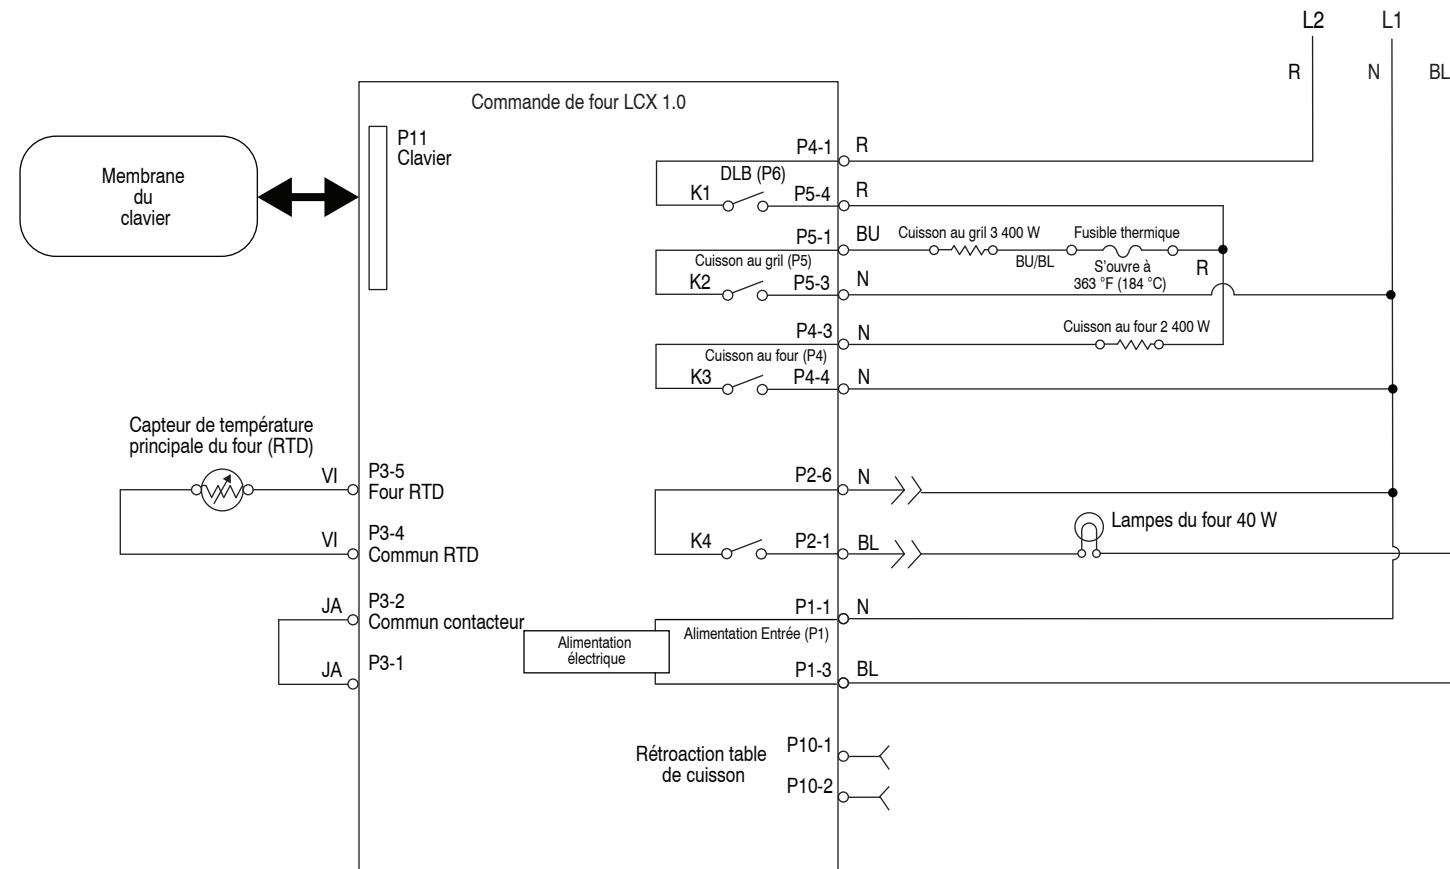 L2
L1
R
N
BL
Commande de four LCX 1.0
P11
Clavier
Membrane
du
clavier
P4-1
R
DLB (P6)
K1
P5-4
R
P5-1
BU
Cuisson au gril 3 400 W
Fusible thermique
Cuisson au gril (P5)
BU/BL
S'ouvre à
363 °F (184 °C)
R
K2
P5-3
N
P4-3
N
Cuisson au four 2 400 W
Cuisson au four (P4)
K3
P4-4
N
Capteur de température
principale du four (RTD)
VI
P3-5
Four RTD
P2-6
N
Lampes du four 40 W
VI
P3-4
Commun RTD
K4
P2-1
BL
JA
P3-2
Commun contacteur
P1-1
N
Alimentation
électrique
Alimentation Entrée (P1)
JA
P3-1
P1-3
BL
Rétroaction table
de cuisson
P10-1
P10-2